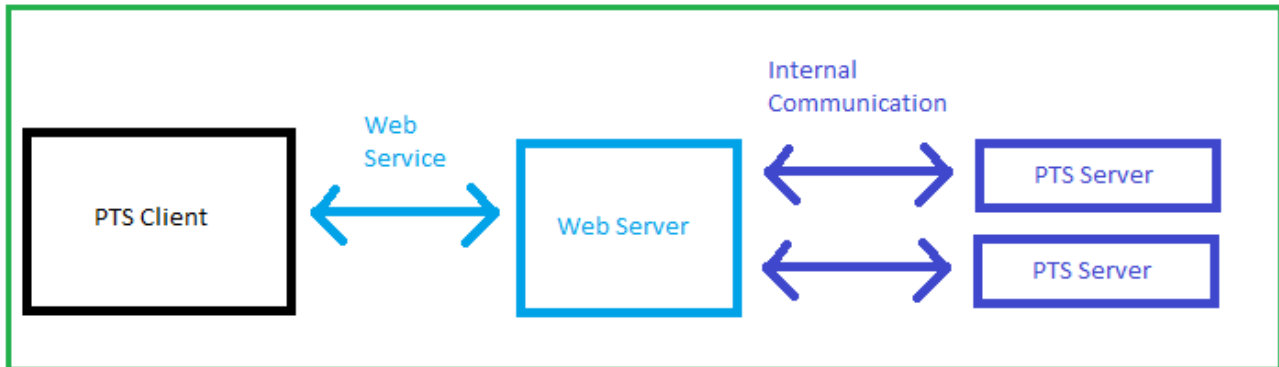 Internal
Communication
Web
Service
PTS Client
Web Server
PTS Server
PTS Server